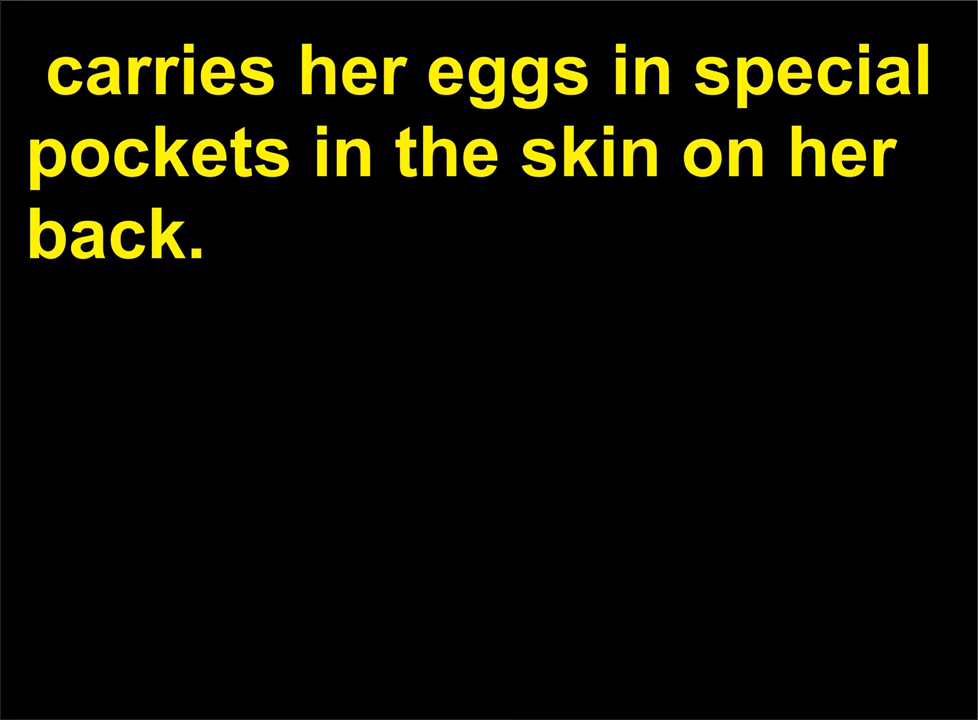 carries her eggs in special
pockets in the skin on her
back.